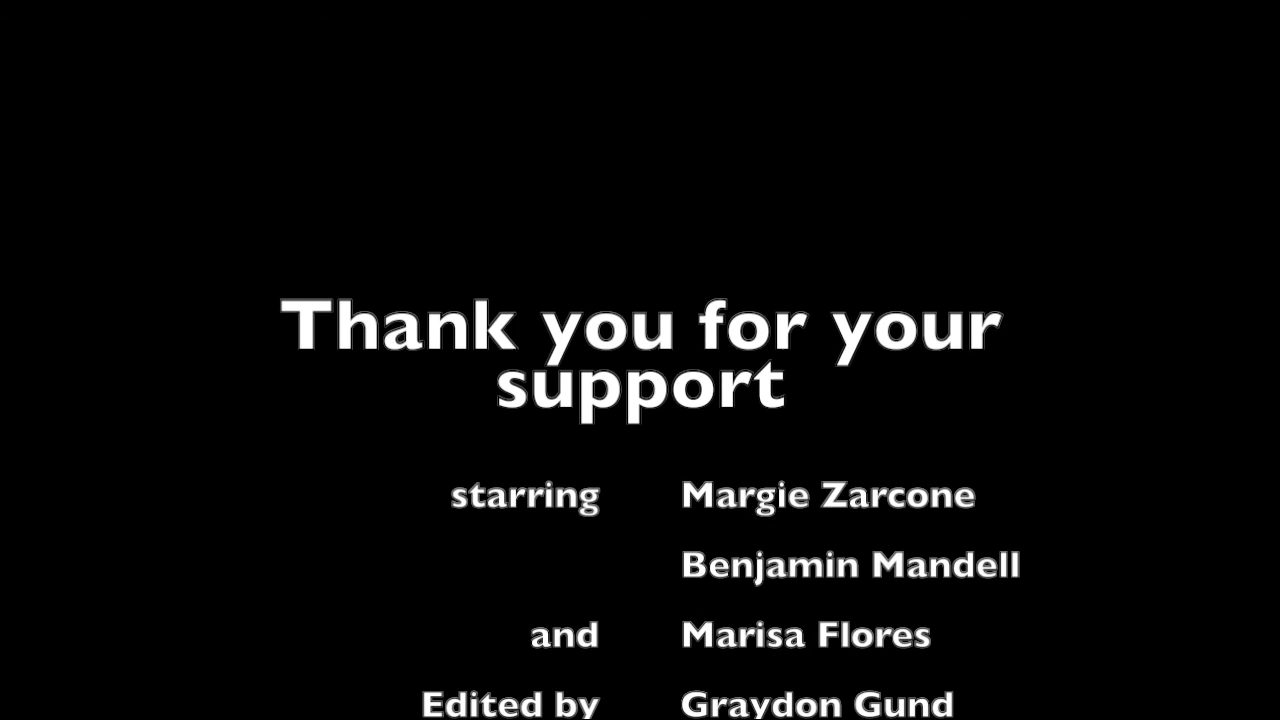 Thank you for your
support
starring Margie Zarcone
Benjamin Mandell
and Marisa Flores
Edited by Graydon Gund